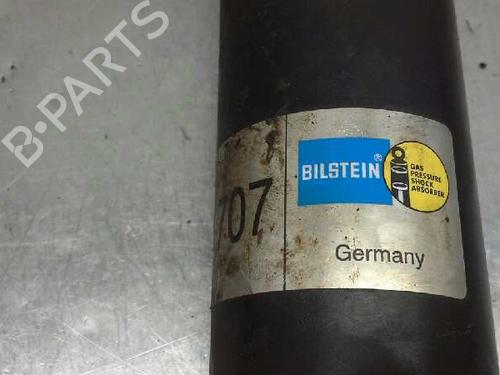 B·PARTS
707
BILSTEIN®
GAS
PRESSURE
SHOCK
ABSORBER
Germany